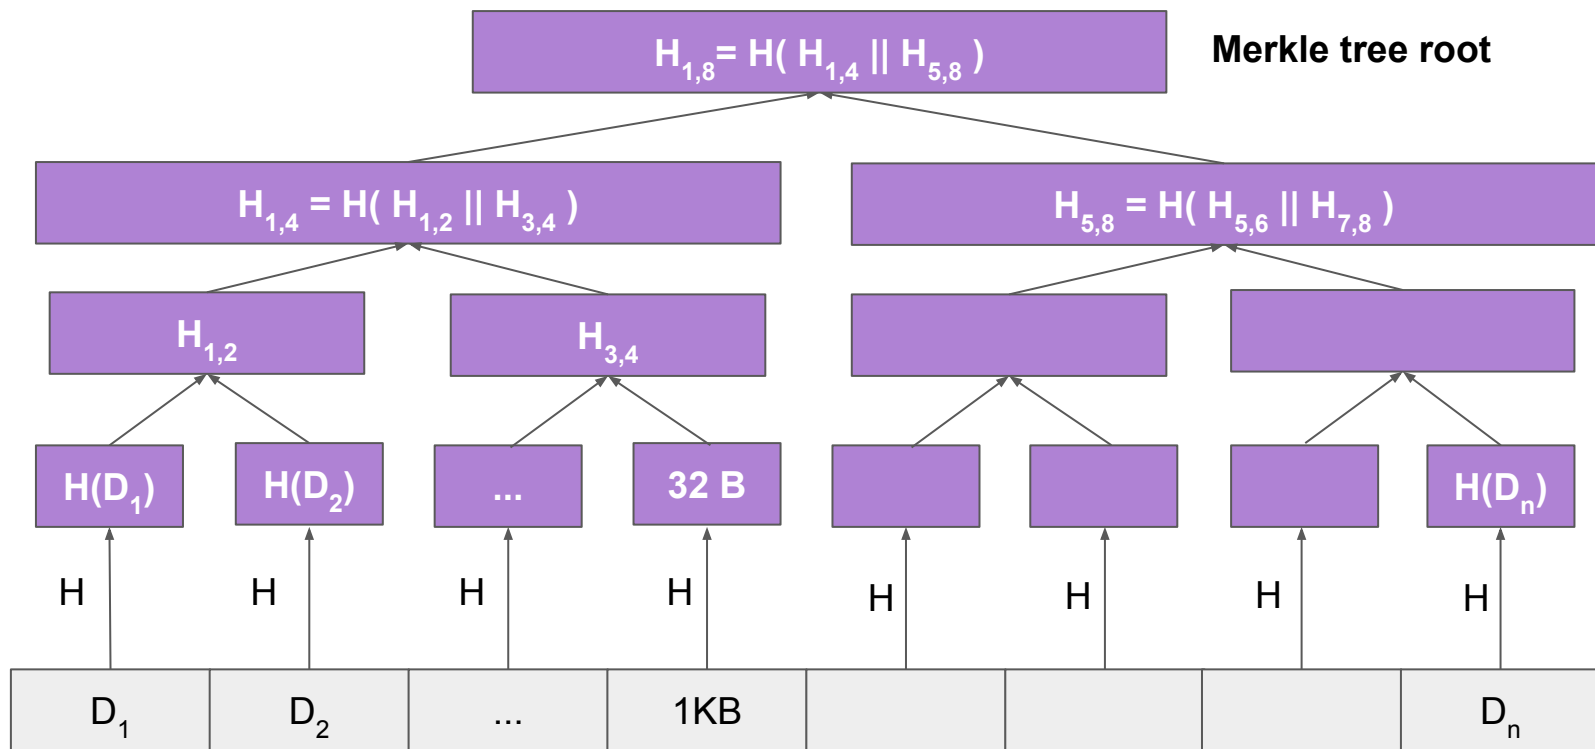 H₁,₈= H( H₁,₄ || H₅,₈ )
Merkle tree root
H₁,₄ = H( H₁,₂ || H₃,₄ )
H₅,₈ = H( H₅,₆ || H₇,₈ )
H₁,₂
H₃,₄
H(D₁)
H(D₂)
...
32 B
H(Dₙ)
H
H
H
H
H
H
H
H
D₁
D₂
...
1KB
Dₙ